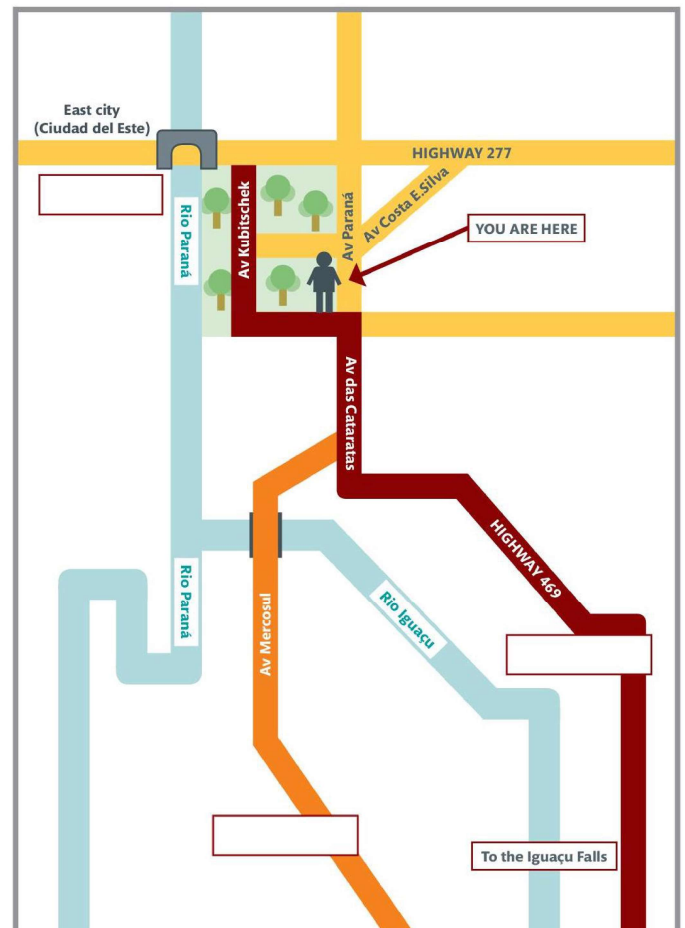 East city
(Ciudad del Este)
HIGHWAY 277
Av Kubitschek
Rio Paraná
Av Paraná
Av Costa E.Silva
YOU ARE HERE
Av das Cataratas
HIGHWAY 469
Rio Paraná
Av Mercosul
Rio Iguaçu
To the Iguaçu Falls